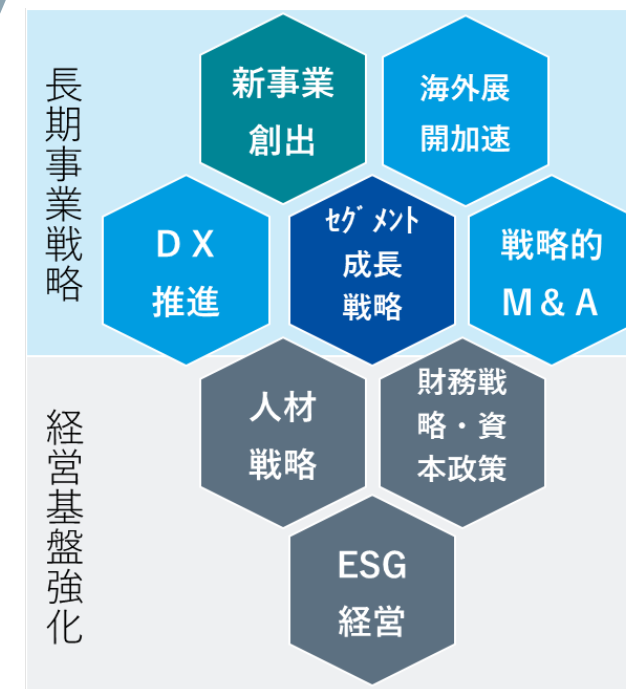 長期事業戦略
新事業
創出
海外展
開加速
ＤＸ
推進
ｾｸﾞﾒﾝﾄ
成長
戦略
戦略的
Ｍ＆Ａ
経営基盤強化
人材
戦略
財務戦
略・資
本政策
ESG
経営